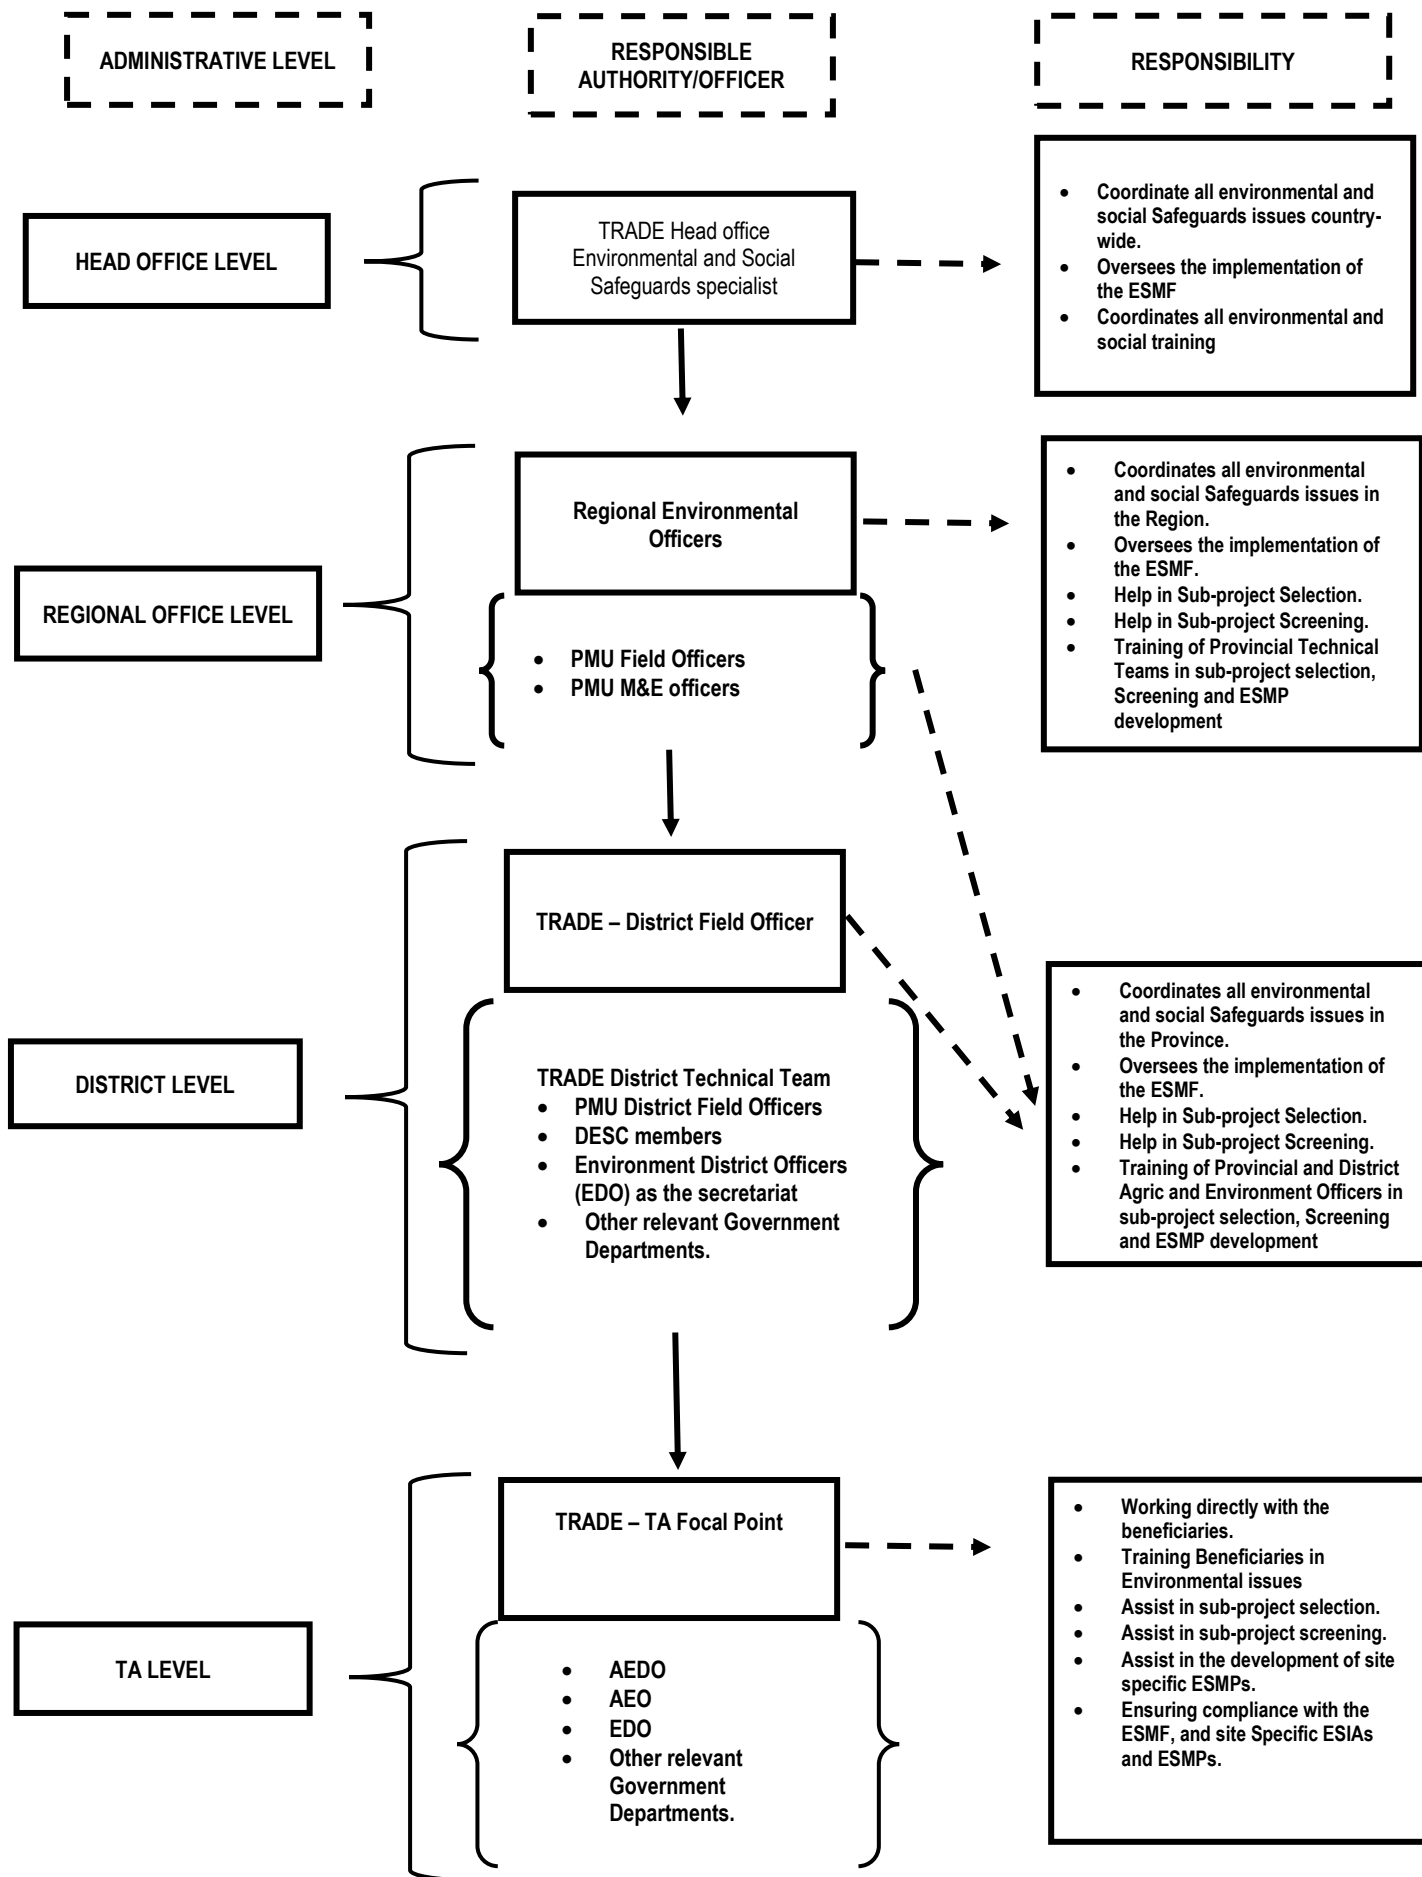 ADMINISTRATIVE LEVEL
RESPONSIBLE
AUTHORITY/OFFICER
RESPONSIBILITY
HEAD OFFICE LEVEL
TRADE Head office
Environmental and Social
Safeguards specialist
• Coordinate all environmental and
social Safeguards issues country-
wide.
• Oversees the implementation of
the ESMF
• Coordinates all environmental and
social training
REGIONAL OFFICE LEVEL
Regional Environmental
Officers
• PMU Field Officers
• PMU M&E officers
• Coordinates all environmental
and social Safeguards issues in
the Region.
• Oversees the implementation of
the ESMF.
• Help in Sub-project Selection.
• Help in Sub-project Screening.
• Training of Provincial Technical
Teams in sub-project selection,
Screening and ESMP
development
DISTRICT LEVEL
TRADE – District Field Officer
TRADE District Technical Team
• PMU District Field Officers
• DESC members
• Environment District Officers
(EDO) as the secretariat
• Other relevant Government
Departments.
• Coordinates all environmental
and social Safeguards issues in
the Province.
• Oversees the implementation of
the ESMF.
• Help in Sub-project Selection.
• Help in Sub-project Screening.
• Training of Provincial and District
Agric and Environment Officers in
sub-project selection, Screening
and ESMP development
TA LEVEL
TRADE – TA Focal Point
• AEDO
• AEO
• EDO
• Other relevant
Government
Departments.
• Working directly with the
beneficiaries.
• Training Beneficiaries in
Environmental issues
• Assist in sub-project selection.
• Assist in sub-project screening.
• Assist in the development of site
specific ESMPs.
• Ensuring compliance with the
ESMF, and site Specific ESIAs
and ESMPs.